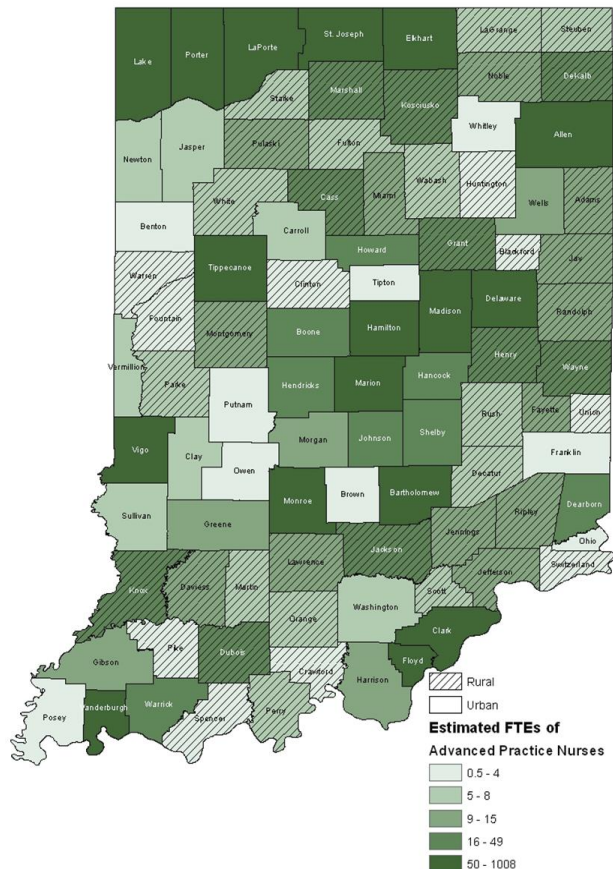 LaGrange
Steuben
St. Joseph
Elkhart
LaPorte
Porter
Lake
Noble
DeKalb
Marshall
Starke
Kosciusko
Whitley
Allen
Jasper
Newton
Pulaski
Fulton
Wabash
Huntington
Miami
Cass
White
Wells
Adams
Benton
Carroll
Howard
Grant
Blackford
Jay
Warren
Tippecanoe
Clinton
Tipton
Madison
Delaware
Randolph
Fountain
Montgomery
Boone
Hamilton
Henry
Wayne
Vermillion
Parke
Hendricks
Marion
Hancock
Putnam
Rush
Fayette
Union
Morgan
Johnson
Shelby
Vigo
Clay
Owen
Franklin
Decatur
Monroe
Brown
Bartholomew
Sullivan
Greene
Ripley
Dearborn
Jennings
Ohio
Jackson
Switzerland
Lawrence
Jefferson
Knox
Daviess
Martin
Scott
Orange
Washington
Clark
Pike
Dubois
Crawford
Floyd
Gibson
Harrison
Warrick
Spencer
Perry
Posey
Vanderburgh
Rural
Urban
Estimated FTEs of
Advanced Practice Nurses
0.5 - 4
5 - 8
9 - 15
16 - 49
50 - 1008